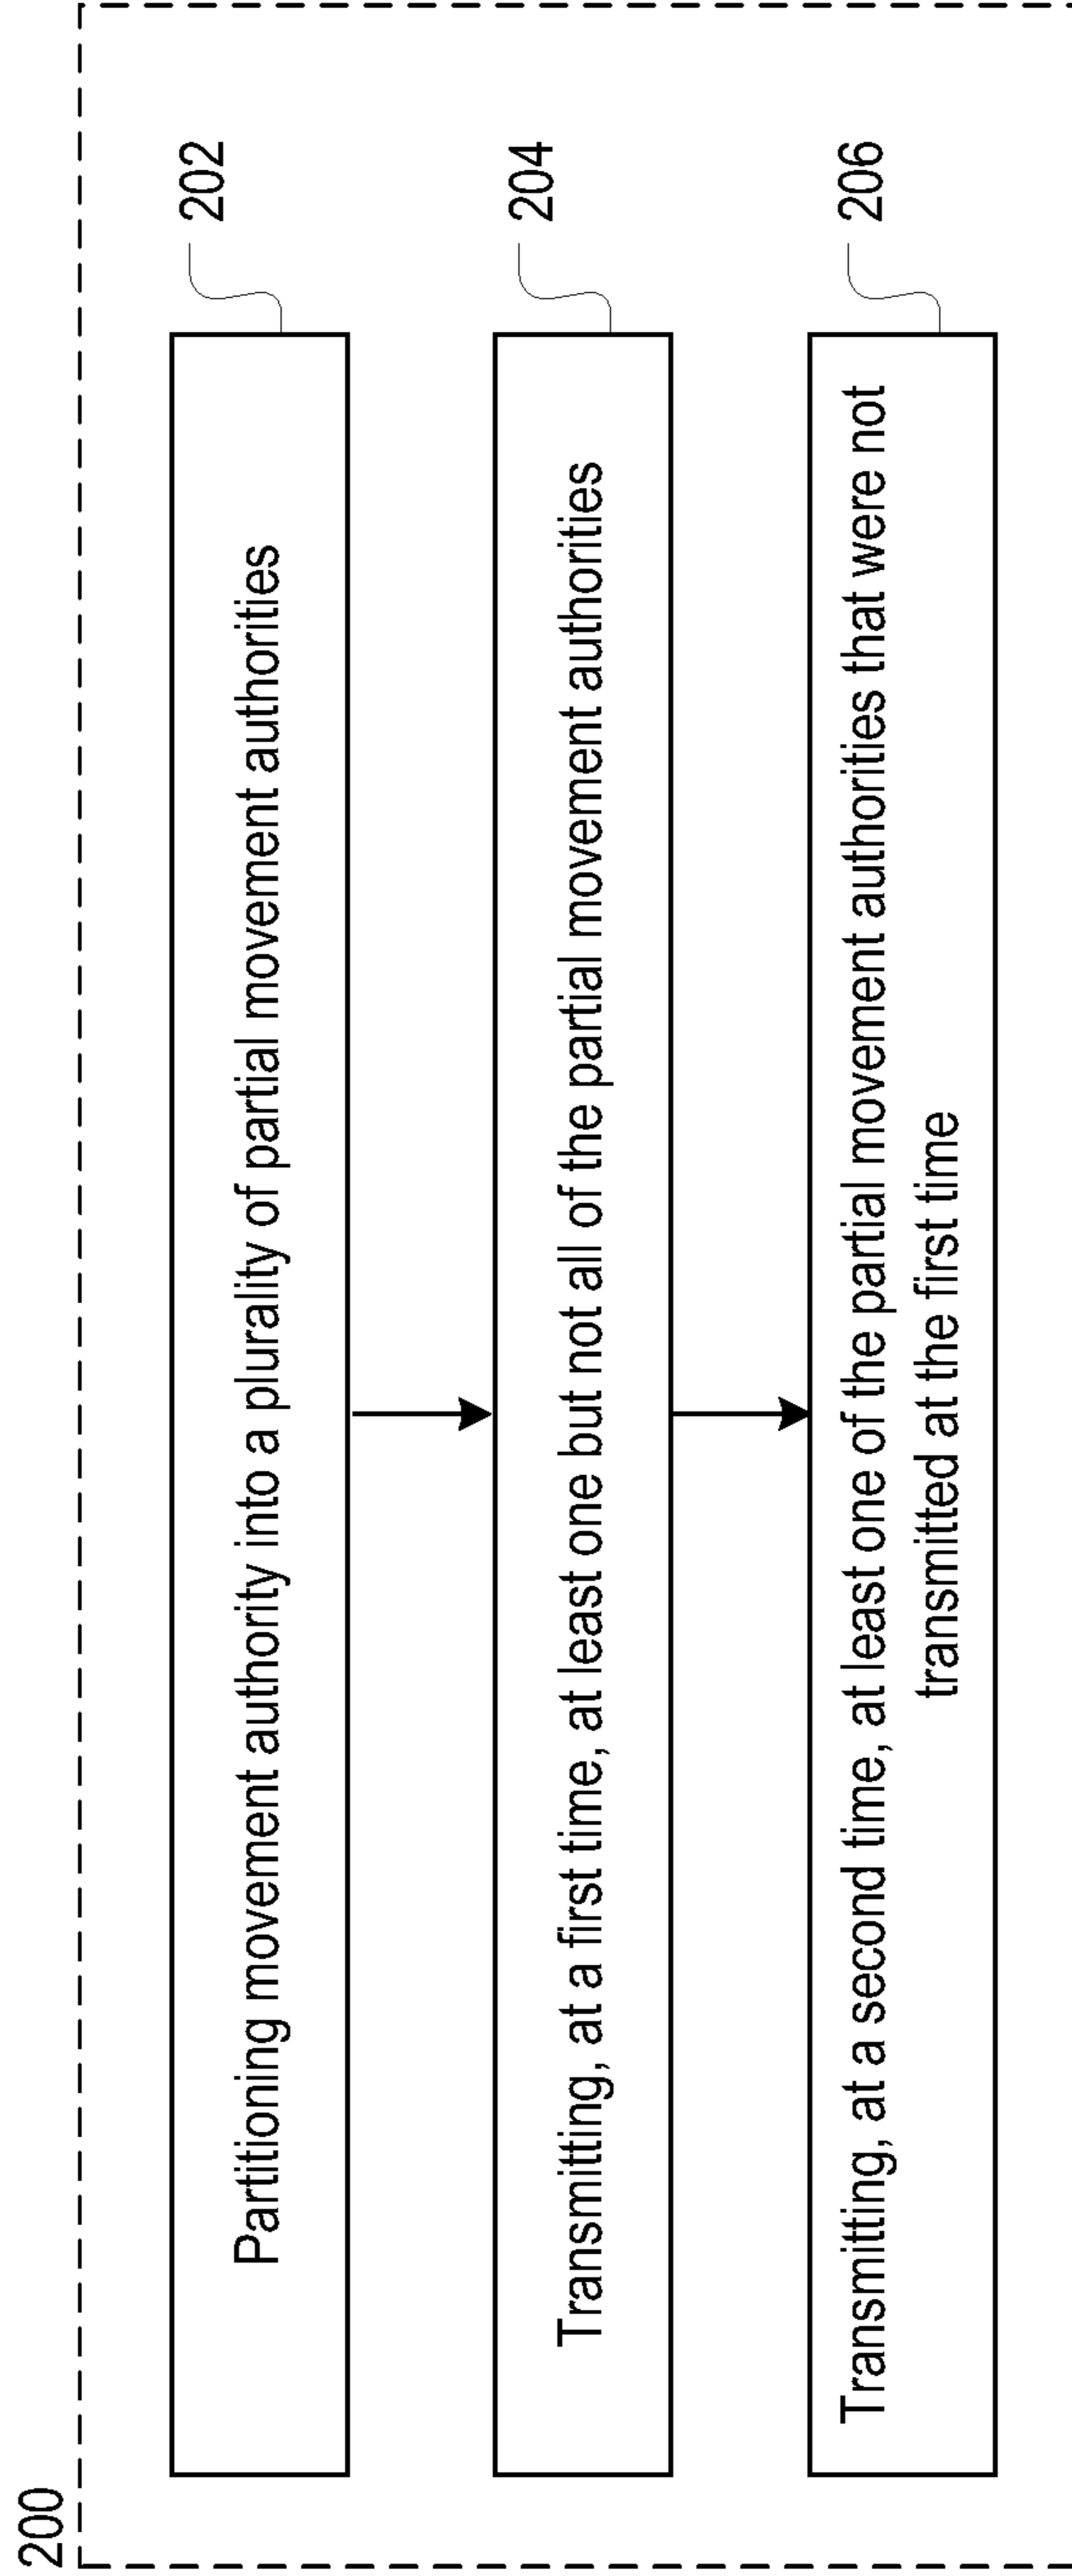 200
Partitioning movement authority into a plurality of partial movement authorities
202
Transmitting, at a first time, at least one but not all of the partial movement authorities
204
Transmitting, at a second time, at least one of the partial movement authorities that were not
transmitted at the first time
206